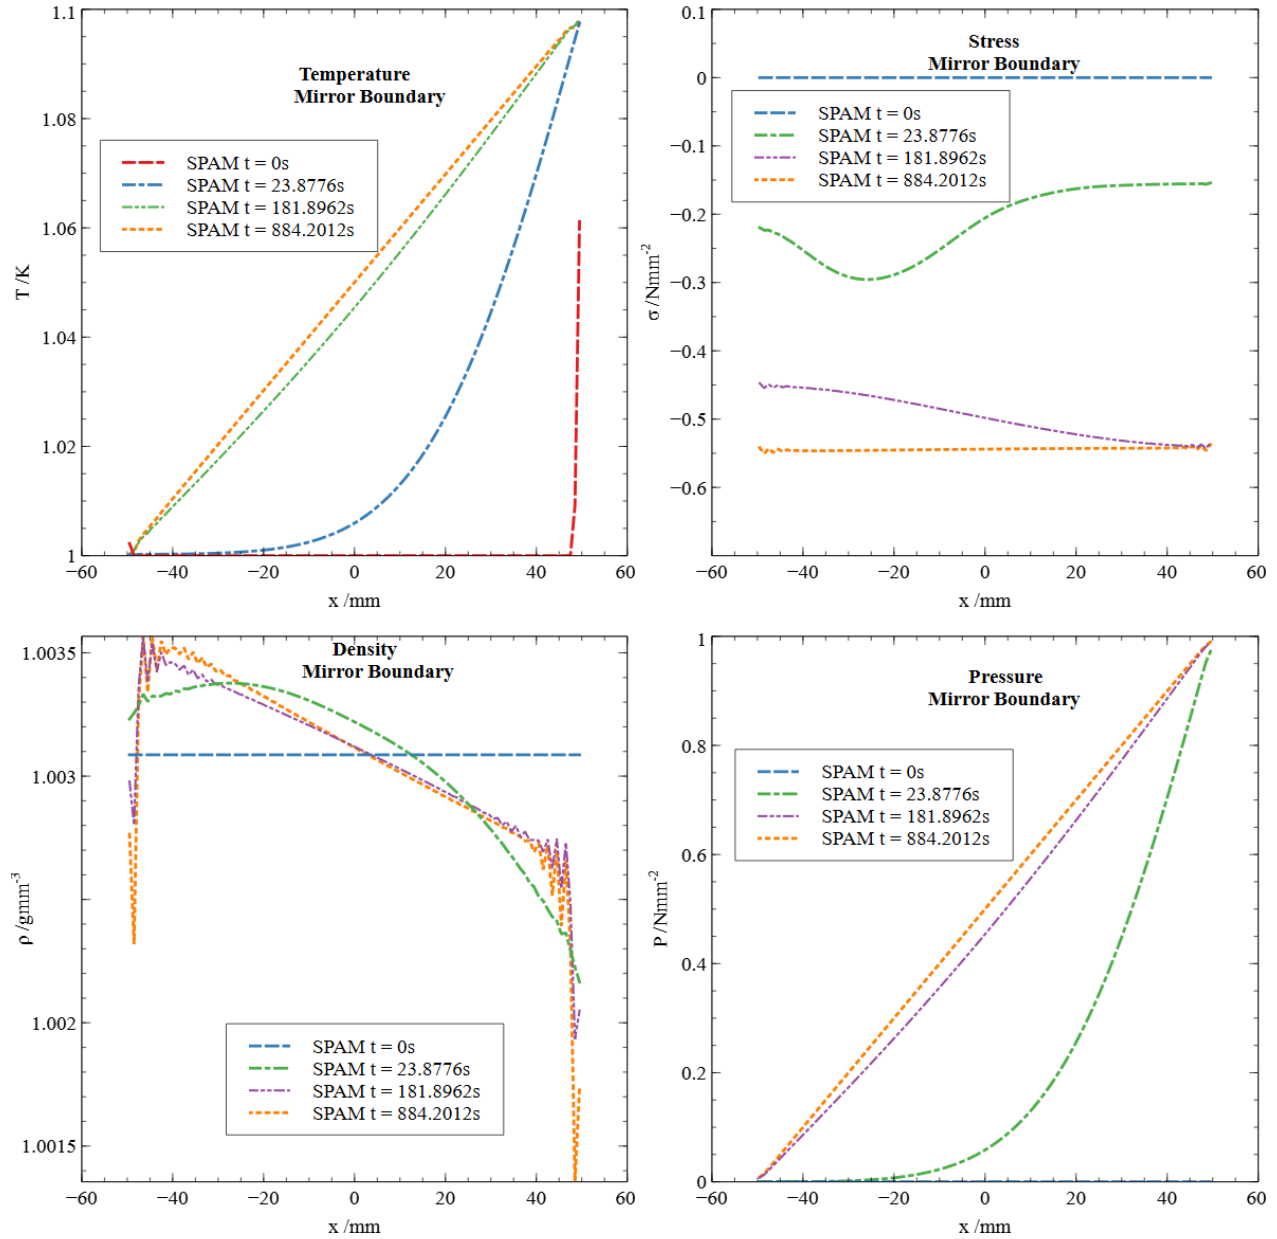 1.1
1.08
1.06
1.04
1.02
1
T /K
Temperature
Mirror Boundary
SPAM t = 0s
SPAM t = 23.8776s
SPAM t = 181.8962s
SPAM t = 884.2012s
−60 −40 −20 0 20 40 60
x /mm
0.1
0
−0.1
−0.2
−0.3
−0.4
−0.5
−0.6
σ /Nmm⁻²
Stress
Mirror Boundary
SPAM t = 0s
SPAM t = 23.8776s
SPAM t = 181.8962s
SPAM t = 884.2012s
−60 −40 −20 0 20 40 60
x /mm
1.0035
1.003
1.002
1.0015
ρ /gmm⁻³
Density
Mirror Boundary
SPAM t = 0s
SPAM t = 23.8776s
SPAM t = 181.8962s
SPAM t = 884.2012s
−60 −40 −20 0 20 40 60
x /mm
1
0.8
0.6
0.4
0.2
0
P /Nmm⁻²
Pressure
Mirror Boundary
SPAM t = 0s
SPAM t = 23.8776s
SPAM t = 181.8962s
SPAM t = 884.2012s
−60 −40 −20 0 20 40 60
x /mm